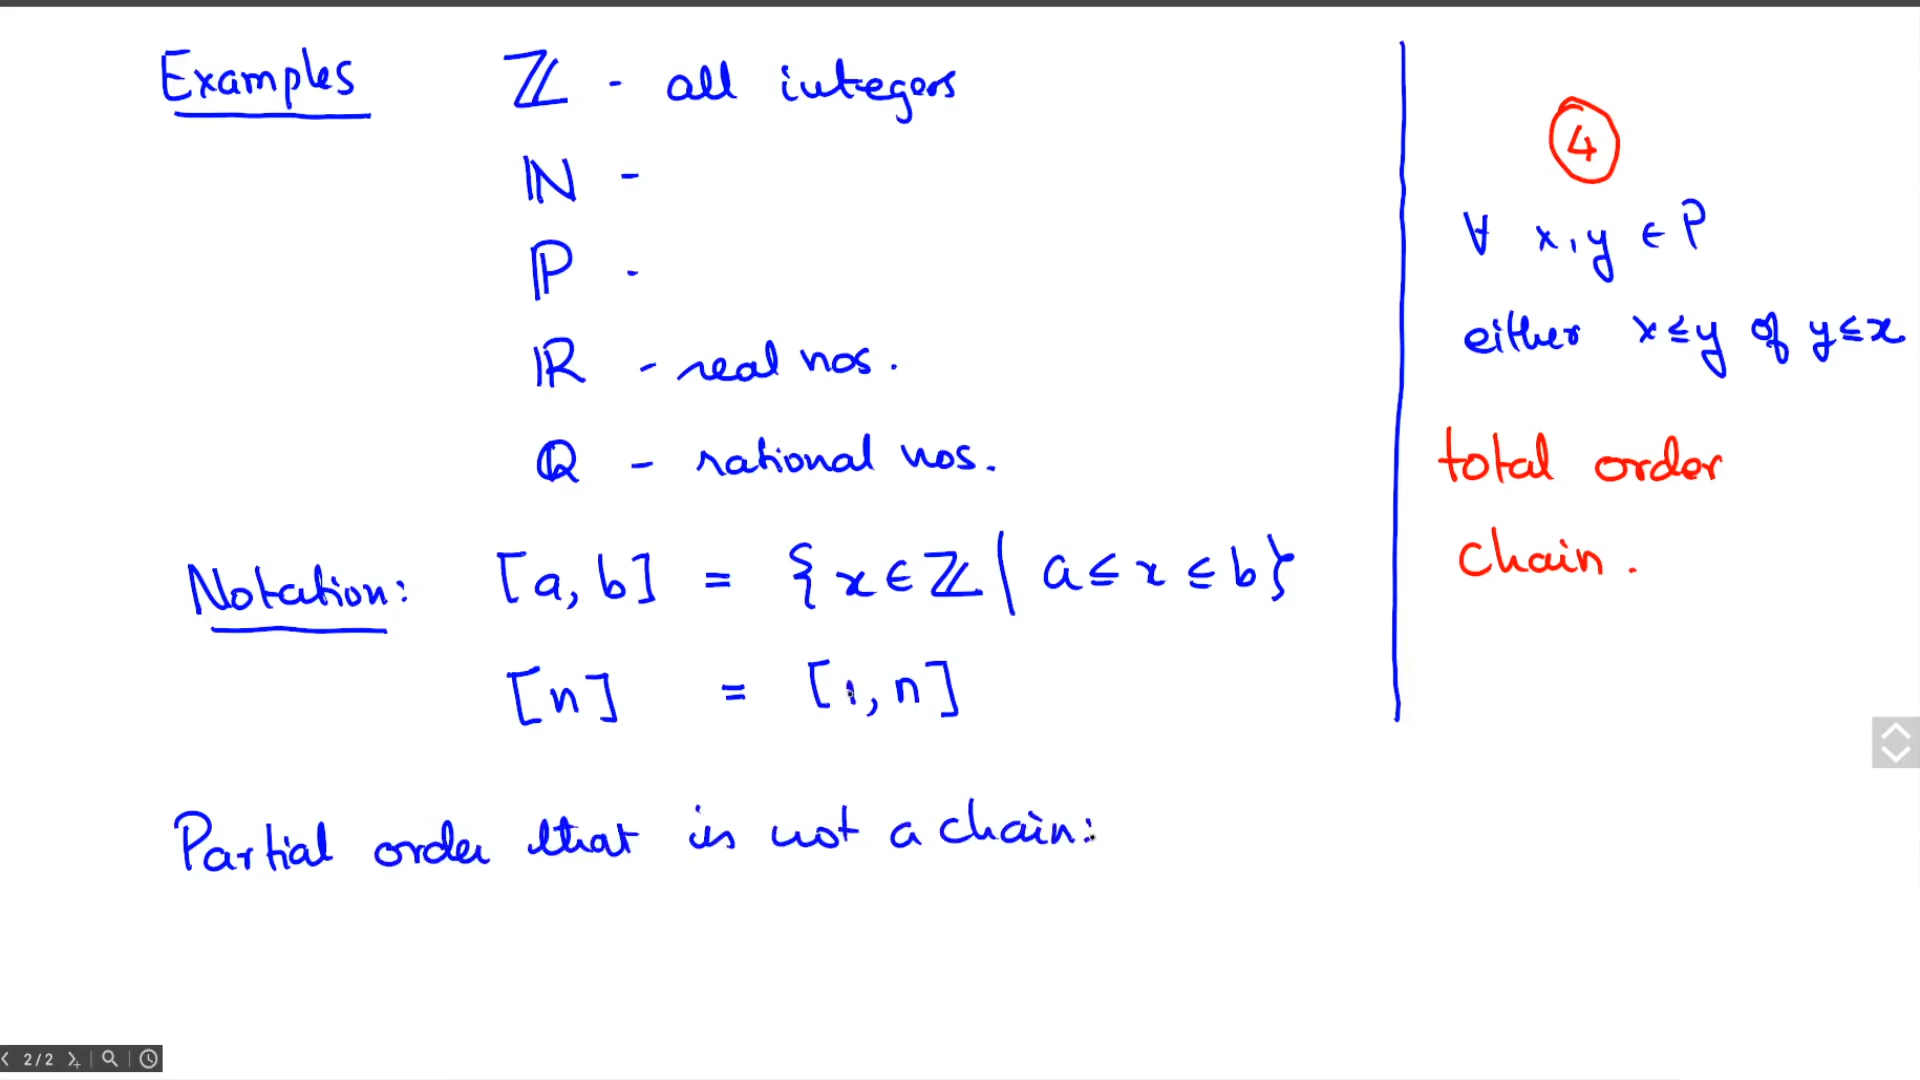 Examples ℤ - all integers
ℕ -
ℙ -
ℝ - real nos.
ℚ - rational nos.
Notation: [a, b] = {x ∈ ℤ | a ≤ x ≤ b}
[n] = [1, n]
Partial order that is not a chain:
4
∀ x, y ∈ P
either x ≤ y of y ≤ x
total order
chain.
2/2